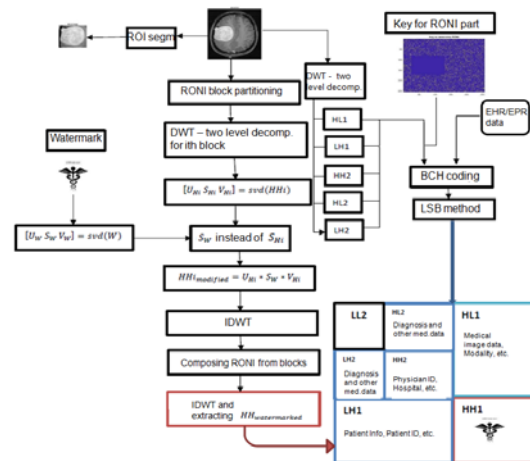 Key for RONI part
ROI segm
DWT - two
level decomp.
RONI block partitioning
EHR/EPR
data
HL1
Watermark
DWT – two level decomp.
for ith block
LH1
HH2
BCH coding
[U_Hi S_Hi V_Hi] = svd(HHi)
HL2
LSB method
[U_W S_W V_W] = svd(W)
S_W instead of S_Hi
LH2
HHi_modified = U_Hi * S_W * V_Hi
IDWT
LL2
HL2
Diagnosis and
other med.data
HL1
Medical
image data,
Modality, etc.
Composing RONI from blocks
LH2
Diagnosis
and other
med.data
HH2
Physician ID,
Hospital, etc.
IDWT and
extracting HH_watermarked
LH1
Patient Info, Patient ID, etc.
HH1